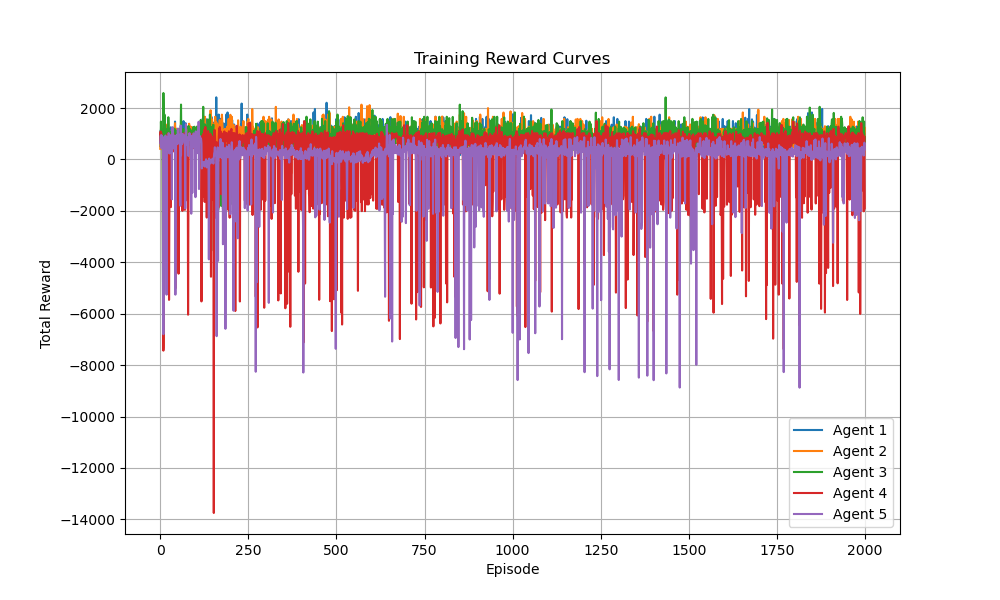 Training Reward Curves
Total Reward
2000
0
−2000
−4000
−6000
−8000
−10000
−12000
−14000
Agent 1
Agent 2
Agent 3
Agent 4
Agent 5
0 250 500 750 1000 1250 1500 1750 2000
Episode